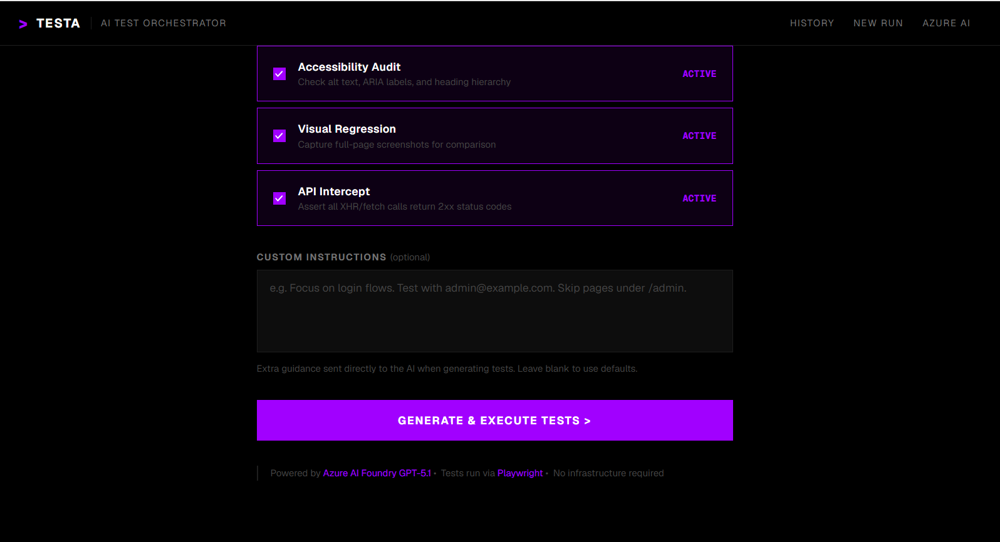 > TESTA | AI TEST ORCHESTRATOR HISTORY NEW RUN AZURE AI
Accessibility Audit
Check alt text, ARIA labels, and heading hierarchy
ACTIVE
Visual Regression
Capture full-page screenshots for comparison
ACTIVE
API Intercept
Assert all XHR/fetch calls return 2xx status codes
ACTIVE
CUSTOM INSTRUCTIONS (optional)
e.g. Focus on login flows. Test with admin@example.com. Skip pages under /admin.
Extra guidance sent directly to the AI when generating tests. Leave blank to use defaults.
GENERATE & EXECUTE TESTS >
Powered by Azure AI Foundry GPT-5.1 • Tests run via Playwright • No infrastructure required